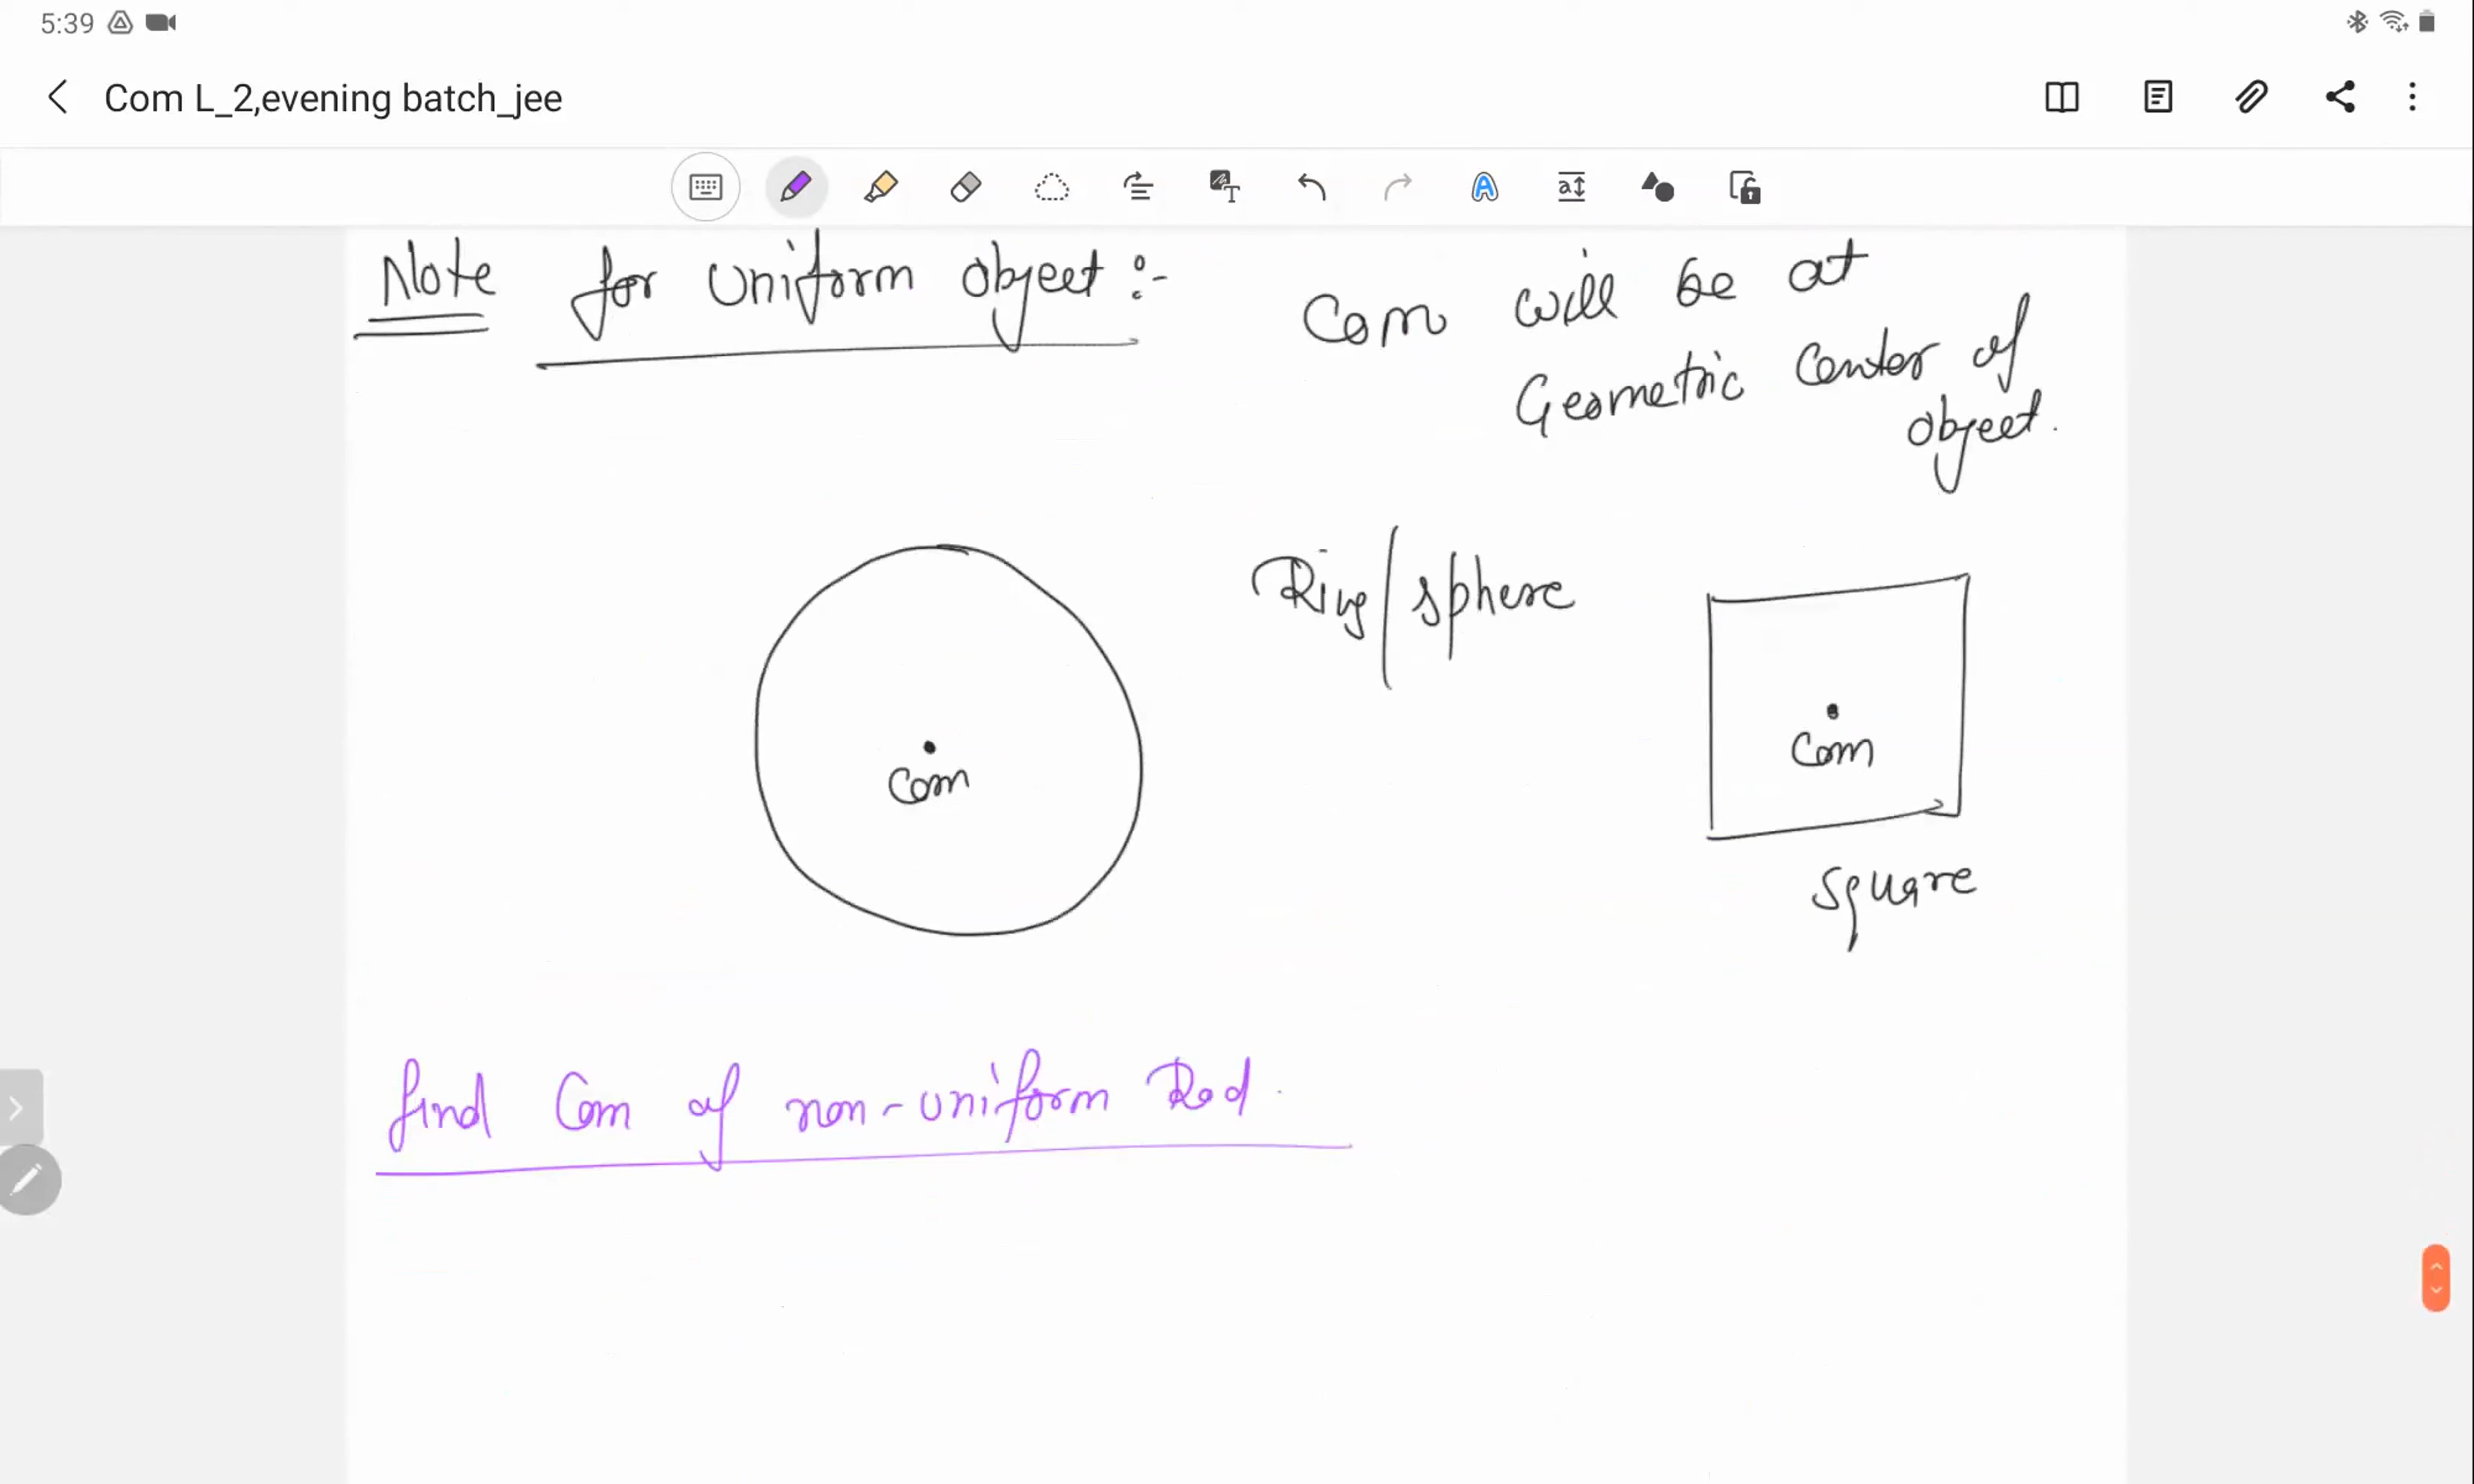 5:39
Com L_2,evening batch_jee
Note for Uniform object :- Com will be at
Geometric Center of
object.
Ring/sphere
Com
Com
Square
find Com of non-uniform Rod.